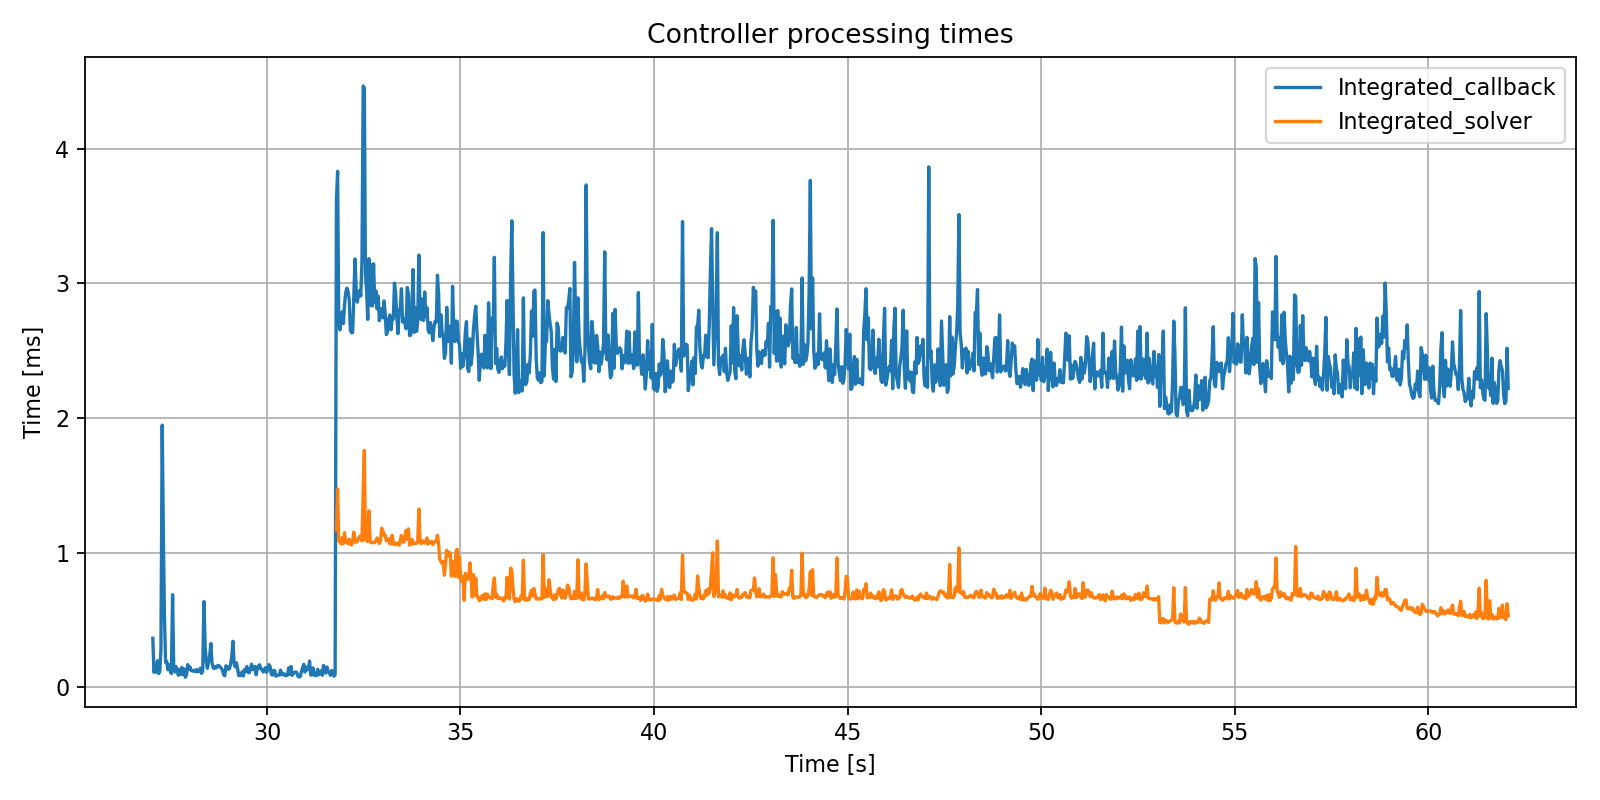 Controller processing times
Integrated_callback
Integrated_solver
Time [ms]
4
3
2
1
0
30 35 40 45 50 55 60
Time [s]